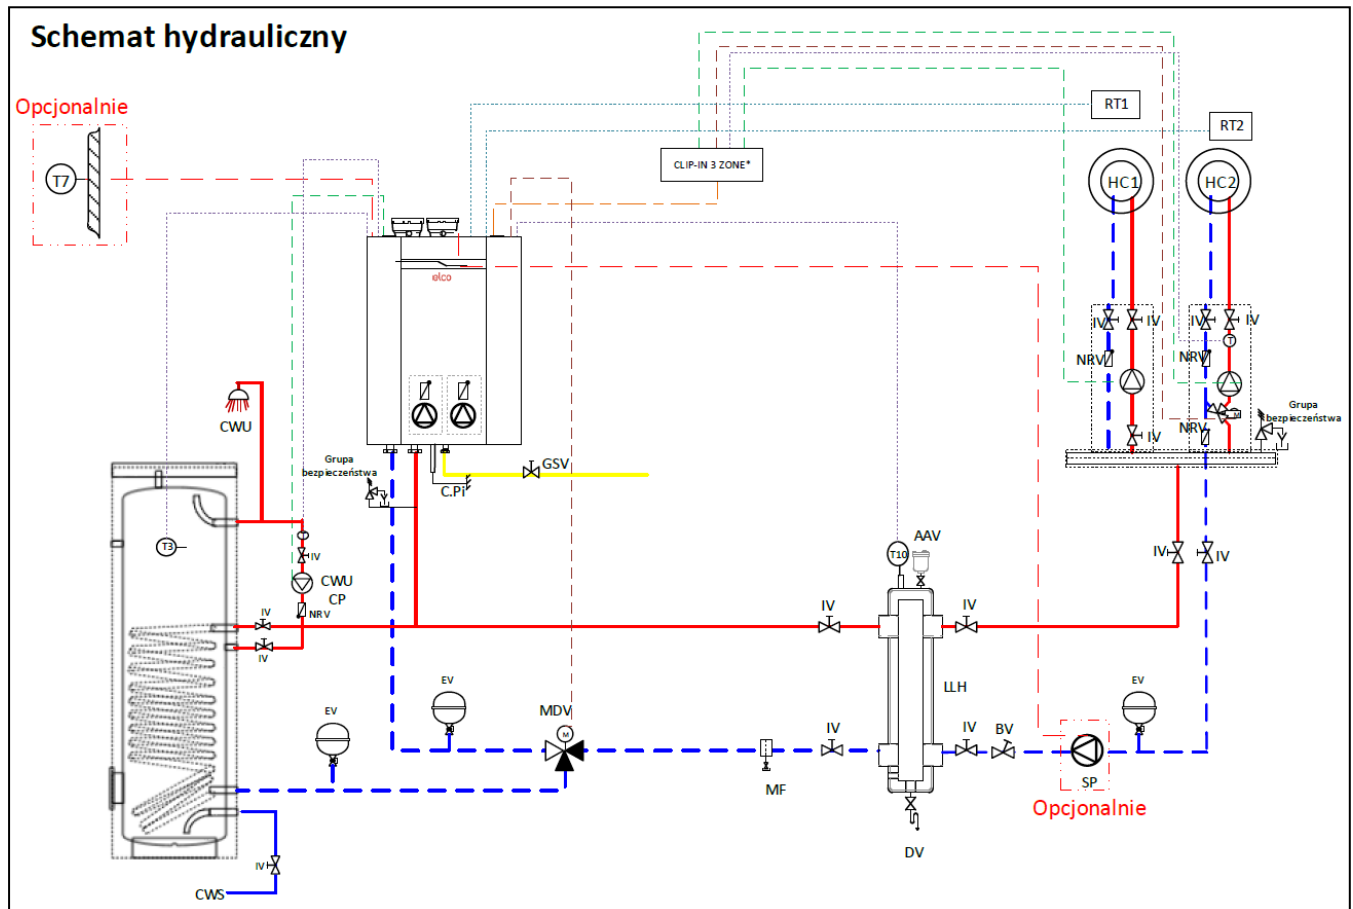 Schemat hydrauliczny
Opcjonalnie
T7
RT1
RT2
CLIP-IN 3 ZONE*
HC1
HC2
elco
IV
IV
IV
IV
T
NRV
NRV
M
Grupa
bezpieczeństwa
NRV
IV
CWU
Grupa
bezpieczeństwa
GSV
C.Pi
T3
IV
CWU
CP
NRV
IV
IV
T10
AAV
IV
IV
IV
IV
LLH
EV
EV
MDV
M
MF
IV
IV
BV
SP
EV
Opcjonalnie
DV
IV
CWS